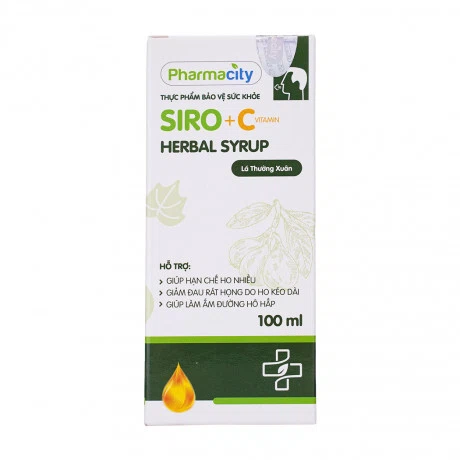 Pharmacity
THỰC PHẨM BẢO VỆ SỨC KHỎE
SIRO + C VITAMIN
HERBAL SYRUP
Lá Thường Xuân
HỖ TRỢ:
GIÚP HẠN CHẾ HO NHIỀU
GIẢM ĐAU RÁT HỌNG DO HO KÉO DÀI
GIÚP LÀM ẤM ĐƯỜNG HÔ HẤP
100 ml